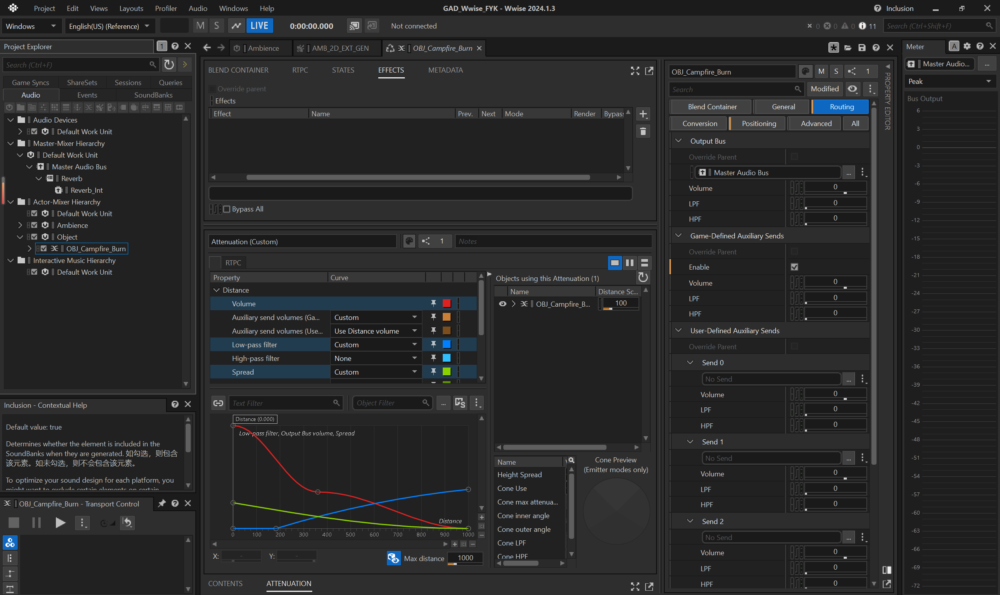 Project Edit Views Layouts Profiler Audio Windows Help
GAD_Wwise_FYK - Wwise 2024.1.3
Inclusion
Windows
English(US) (Reference)
M S
LIVE
0:00:00.000
Not connected
0 0 0 11
Search (Ctrl+Shift+F)
Project Explorer
1
Search (Ctrl+F)
Game Syncs ShareSets Sessions Queries
Audio Events SoundBanks
Audio Devices
Default Work Unit
Master-Mixer Hierarchy
Default Work Unit
Master Audio Bus
Reverb
Reverb_Int
Actor-Mixer Hierarchy
Default Work Unit
Ambience
Object
OBJ_Campfire_Burn
Interactive Music Hierarchy
Default Work Unit
Inclusion - Contextual Help
Default value: true
Determines whether the element is included in the
SoundBanks when they are generated. 如勾选，则包含
该元素。如未勾选，则不会包含该元素。
To optimize your sound design for each platform, you
might want to exclude certain elements on certain
OBJ_Campfire_Burn - Transport Control
Ambience
AMB_2D_EXT_GEN
OBJ_Campfire_Burn
BLEND CONTAINER RTPC STATES EFFECTS METADATA
Override parent
Effects
Effect Name Prev. Next Mode Render Bypass
Bypass All
Attenuation (Custom)
1
Notes
RTPC
Property Curve
Distance
Volume
Auxiliary send volumes (Ga... Custom
Auxiliary send volumes (Use... Use Distance volume
Low-pass filter Custom
High-pass filter None
Spread Custom
Objects using this Attenuation (1)
Name Distance Sc...
OBJ_Campfire_B... 100
Text Filter
Object Filter
...
Distance (0.000)
Low-pass filter, Output Bus volume, Spread
Distance
0 100 200 300 400 500 600 700 800 900 1000
X: -
Y: -
Max distance 1000
Name
Height Spread
Cone Use
Cone max attenua...
Cone inner angle
Cone outer angle
Cone LPF
Cone HPF
Cone Preview
(Emitter modes only)
CONTENTS ATTENUATION
OBJ_Campfire_Burn
M S 1
Search
Modified
Blend Container General Routing
Conversion Positioning Advanced All
PROPERTY EDITOR
Output Bus
Override Parent
Master Audio Bus ...
Volume 0
LPF 0
HPF 0
Game-Defined Auxiliary Sends
Override Parent
Enable
Volume 0
LPF 0
HPF 0
User-Defined Auxiliary Sends
Override Parent
Send 0
No Send ...
Volume 0
LPF 0
HPF 0
Send 1
No Send ...
Volume 0
LPF 0
HPF 0
Send 2
No Send ...
Volume 0
LPF 0
HPF 0
Meter
A
Master Audio... ...
Peak
Bus Output
6
3
0
-3
-6
-9
-12
-15
-18
-21
-24
-27
-30
-33
-36
-39
-42
-45
-48
-51
-54
-57
-60
-63
-66
-69
-72